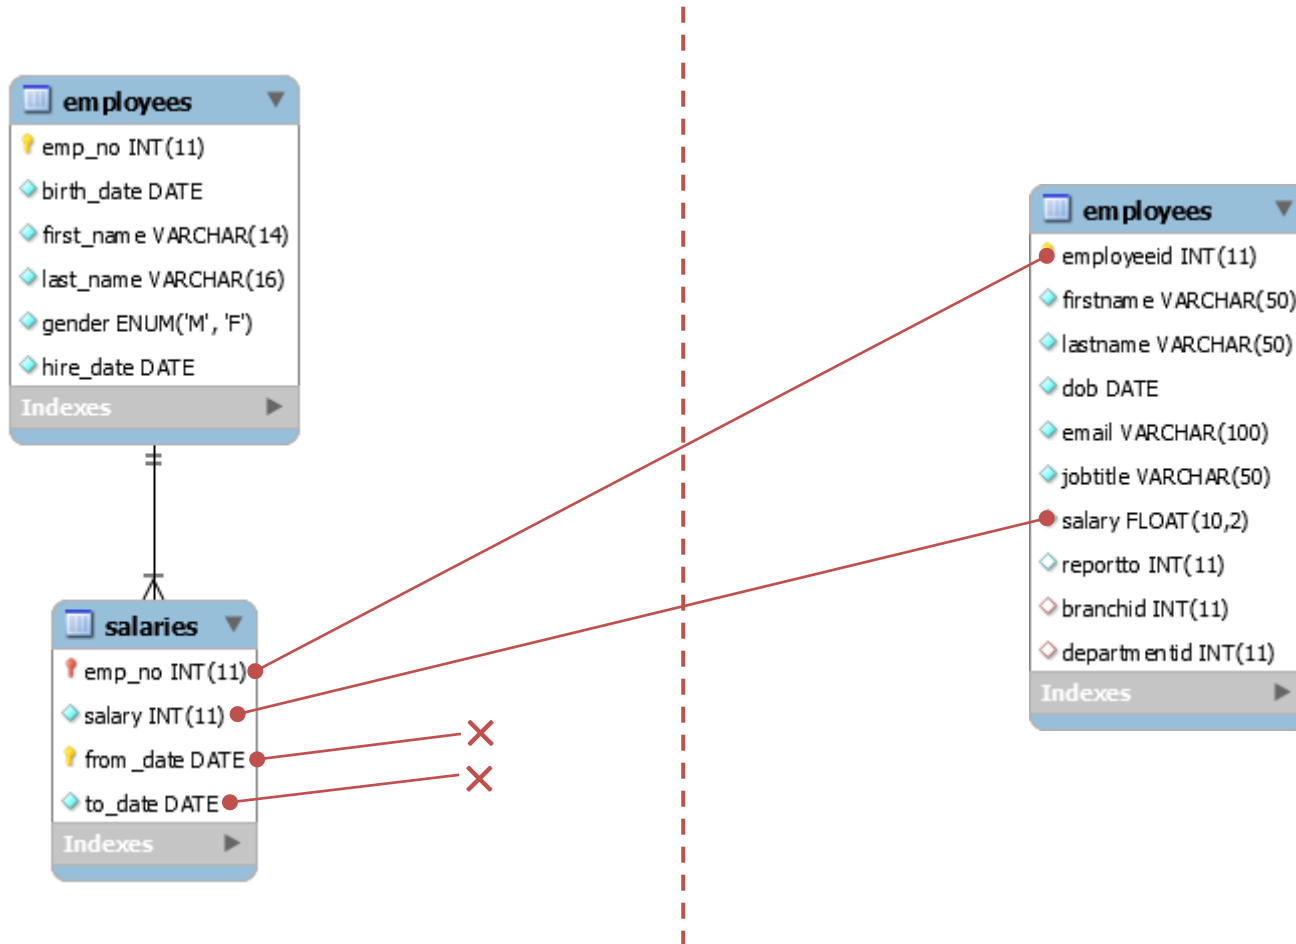 employees
emp_no INT(11)
birth_date DATE
first_name VARCHAR(14)
last_name VARCHAR(16)
gender ENUM('M', 'F')
hire_date DATE
Indexes
salaries
emp_no INT(11)
salary INT(11)
from_date DATE
to_date DATE
Indexes
employees
employeeid INT(11)
firstname VARCHAR(50)
lastname VARCHAR(50)
dob DATE
email VARCHAR(100)
jobtitle VARCHAR(50)
salary FLOAT(10,2)
reportto INT(11)
branchid INT(11)
departmentid INT(11)
Indexes